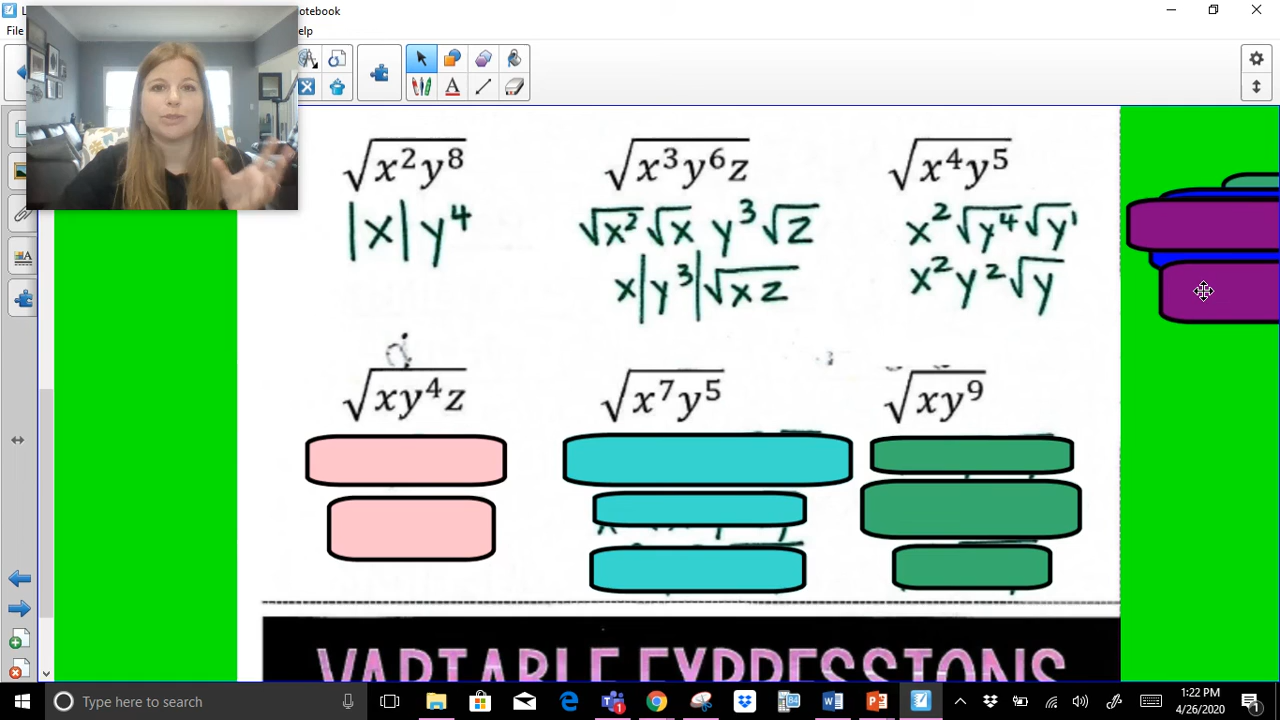 otebook
File
elp
√x²y⁸
|x| y⁴
√x³y⁶z
√x² √x y³ √z
x|y³|√xz
√x⁴y⁵
x² √y⁴ √y¹
x² y² √y
√xy⁴z
√x⁷y⁵
√xy⁹
VARIABLE EXPRESSIONS
Type here to search
1:22 PM
4/26/2020